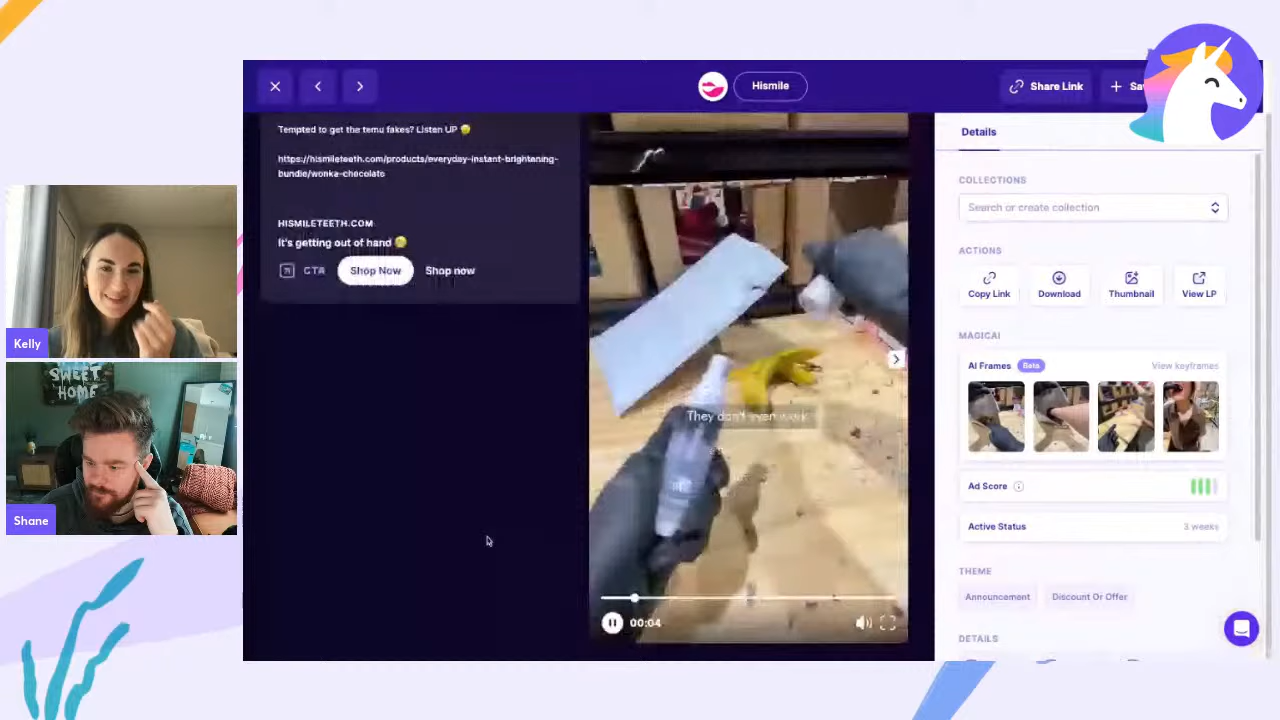 Hismile
Share Link
+ Sa
Details
Tempted to get the temu fakes? Listen UP
https://hismileteeth.com/products/everyday-instant-brightening-
bundle/wonka-chocolate
HISMILETEETH.COM
It's getting out of hand
CTA
Shop Now
Shop now
They don't even work
00:04
COLLECTIONS
Search or create collection
ACTIONS
Copy Link
Download
Thumbnail
View LP
MAGICAI
AI Frames
Beta
View keyframes
Ad Score
Active Status
3 weeks
THEME
Announcement
Discount Or Offer
DETAILS
SWEET
HOME
Kelly
Shane